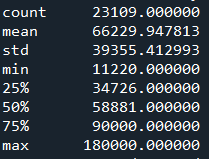 count 23109.000000
mean 66229.947813
std 39355.412993
min 11220.000000
25% 34726.000000
50% 58881.000000
75% 90000.000000
max 180000.000000